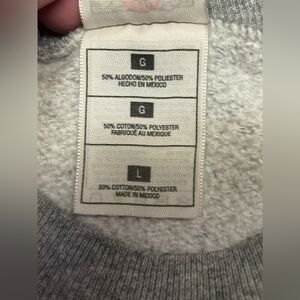 G
50% ALGODON/50% POLIESTER
HECHO EN MEXICO
G
50% COTON/50% POLYESTER
FABRIQUÉ AU MEXIQUE
L
50% COTTON/50% POLYESTER
MADE IN MEXICO